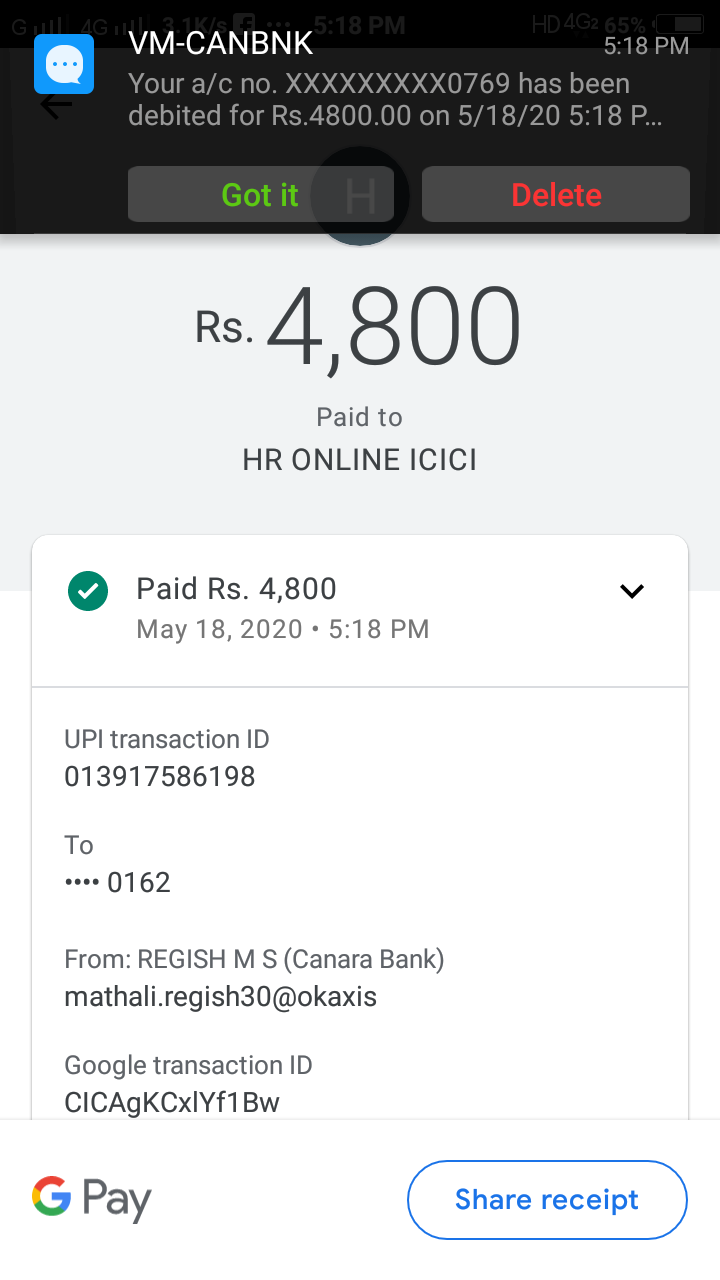 G 4G 3.1K/s ... 5:18 PM HD 4G2 65%
VM-CANBNK 5:18 PM
Your a/c no. XXXXXXXXX0769 has been
debited for Rs.4800.00 on 5/18/20 5:18 P...
Got it Delete
H
Rs. 4,800
Paid to
HR ONLINE ICICI
Paid Rs. 4,800
May 18, 2020 • 5:18 PM
UPI transaction ID
013917586198
To
•••• 0162
From: REGISH M S (Canara Bank)
mathali.regish30@okaxis
Google transaction ID
CICAgKCxlYf1Bw
G Pay Share receipt